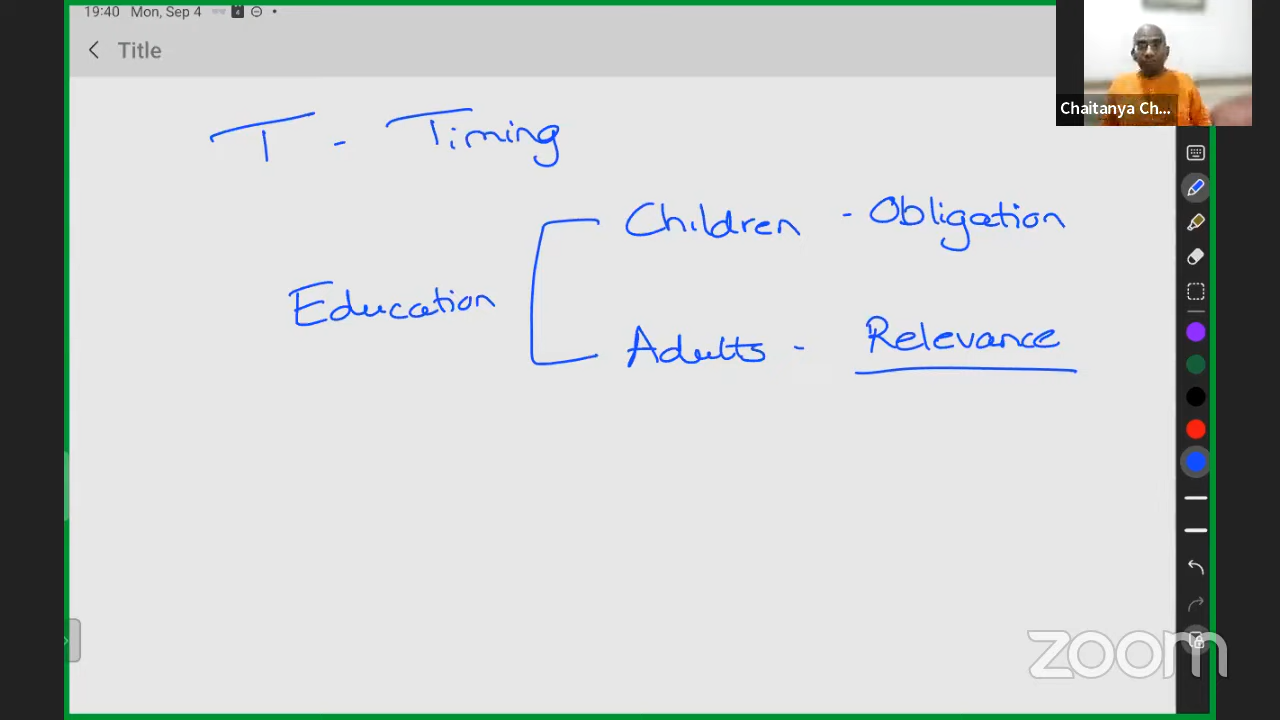 19:40 Mon, Sep 4
Title
Chaitanya Ch...
T - Timing
Children - Obligation
Education
Adults - Relevance
zoom